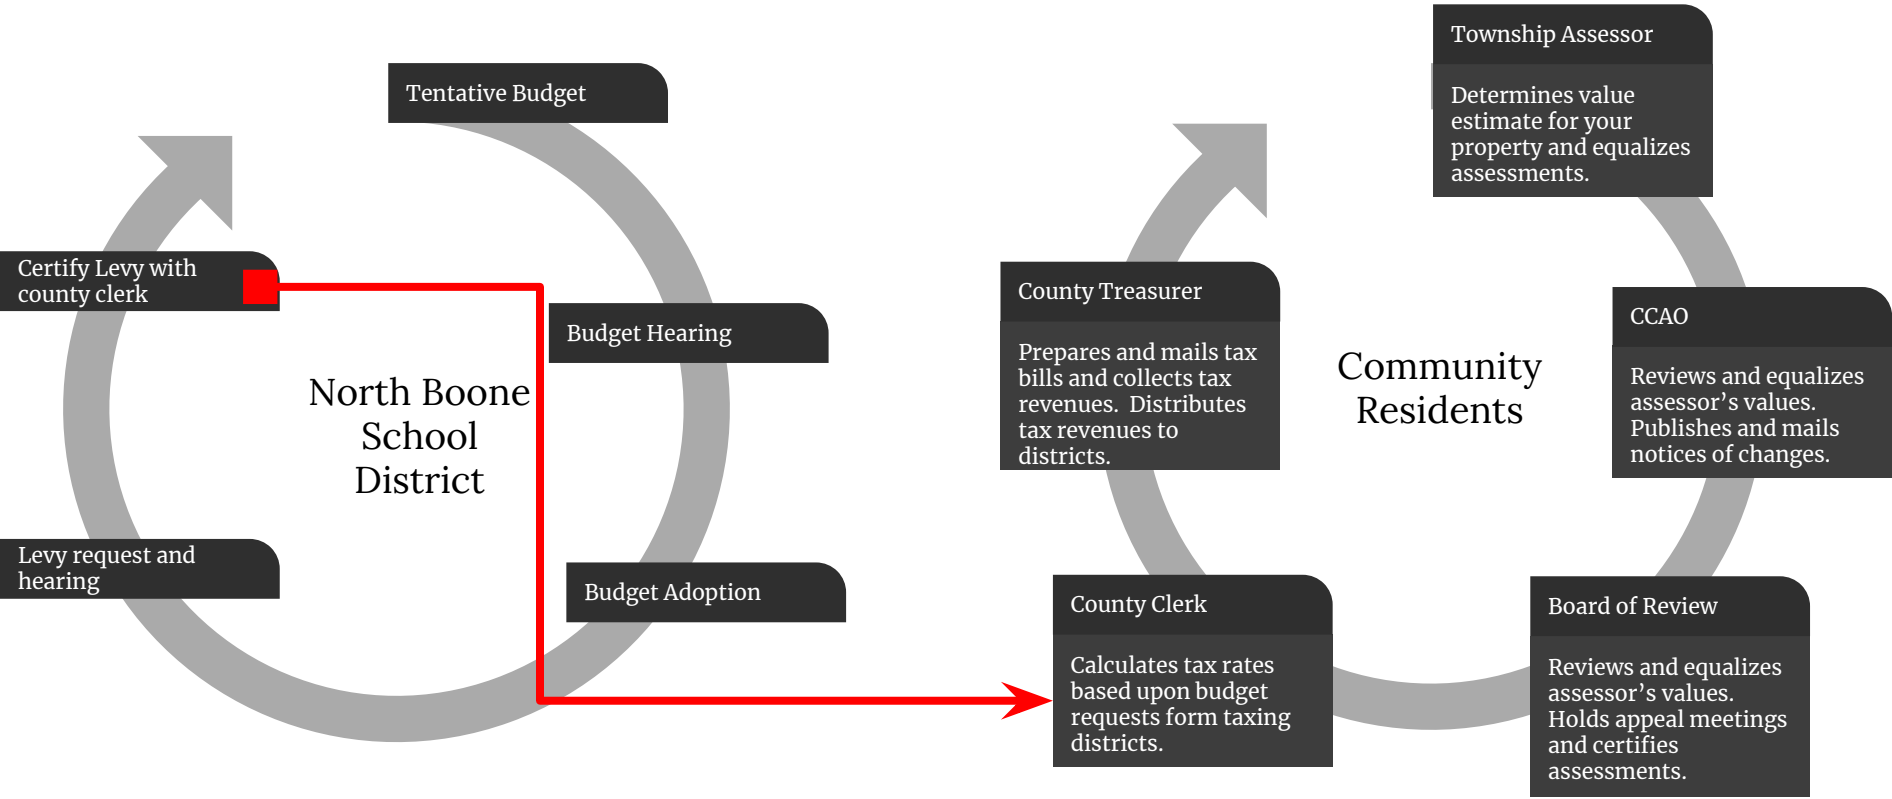 Tentative Budget
Budget Hearing
Budget Adoption
Levy request and
hearing
Certify Levy with
county clerk
North Boone
School
District
Township Assessor
Determines value
estimate for your
property and equalizes
assessments.
CCAO
Reviews and equalizes
assessor’s values.
Publishes and mails
notices of changes.
Board of Review
Reviews and equalizes
assessor’s values.
Holds appeal meetings
and certifies
assessments.
County Clerk
Calculates tax rates
based upon budget
requests form taxing
districts.
County Treasurer
Prepares and mails tax
bills and collects tax
revenues.  Distributes
tax revenues to
districts.
Community
Residents